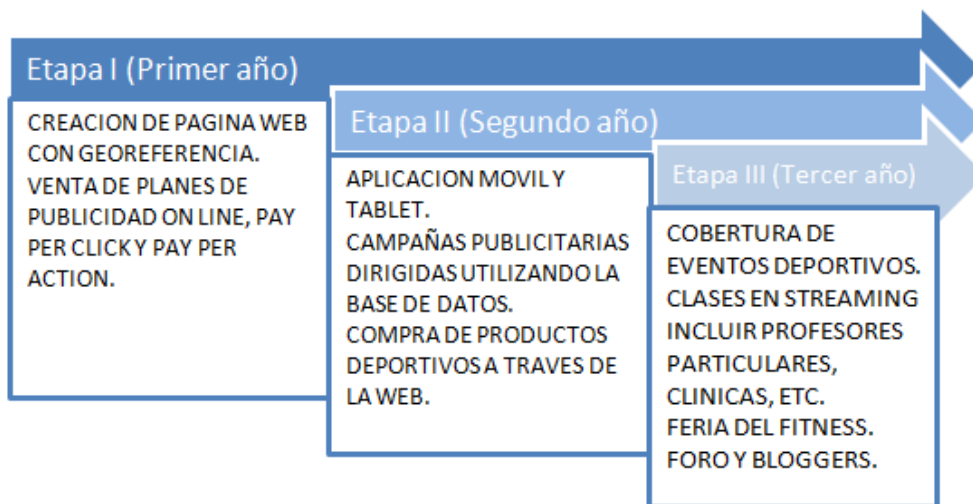 Etapa I (Primer año)
CREACION DE PAGINA WEB
CON GEOREFERENCIA.
VENTA DE PLANES DE
PUBLICIDAD ON LINE, PAY
PER CLICK Y PAY PER
ACTION.
Etapa II (Segundo año)
APLICACION MOVIL Y
TABLET.
CAMPAÑAS PUBLICITARIAS
DIRIGIDAS UTILIZANDO LA
BASE DE DATOS.
COMPRA DE PRODUCTOS
DEPORTIVOS A TRAVES DE
LA WEB.
Etapa III (Tercer año)
COBERTURA DE
EVENTOS DEPORTIVOS.
CLASES EN STREAMING
INCLUIR PROFESORES
PARTICULARES,
CLINICAS, ETC.
FERIA DEL FITNESS.
FORO Y BLOGGERS.